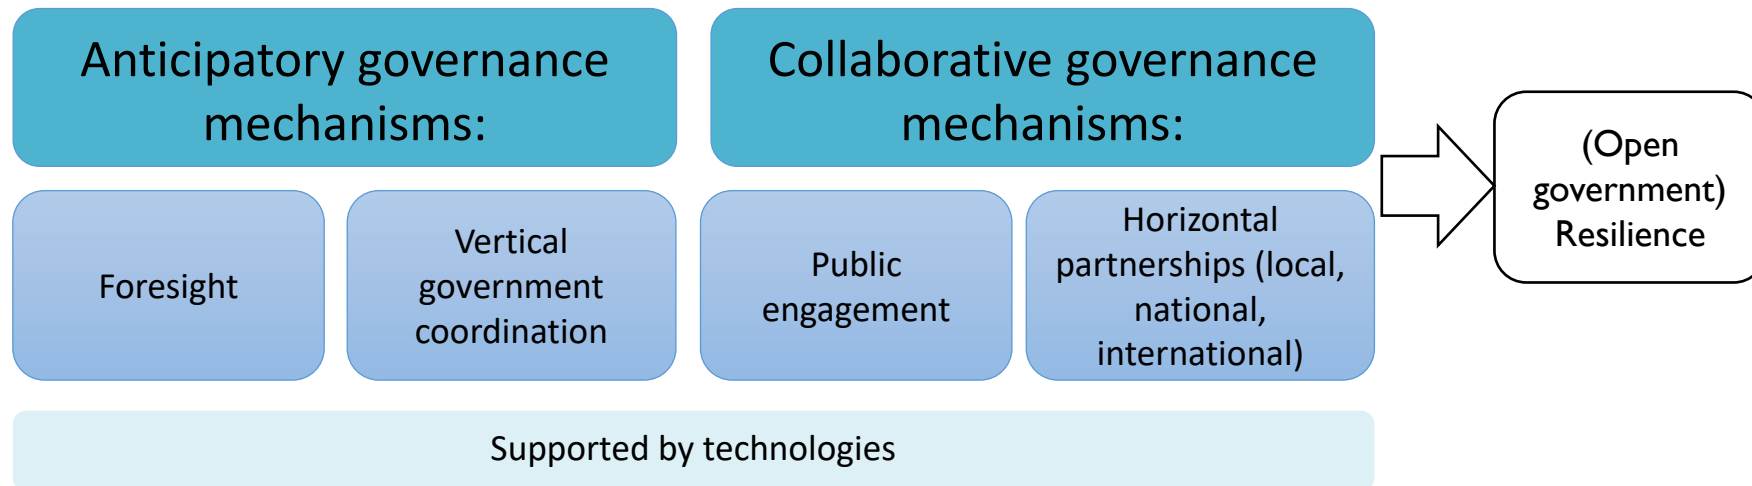 Anticipatory governance
mechanisms:
Collaborative governance
mechanisms:
(Open
government)
Resilience
Foresight
Vertical
government
coordination
Public
engagement
Horizontal
partnerships (local,
national,
international)
Supported by technologies